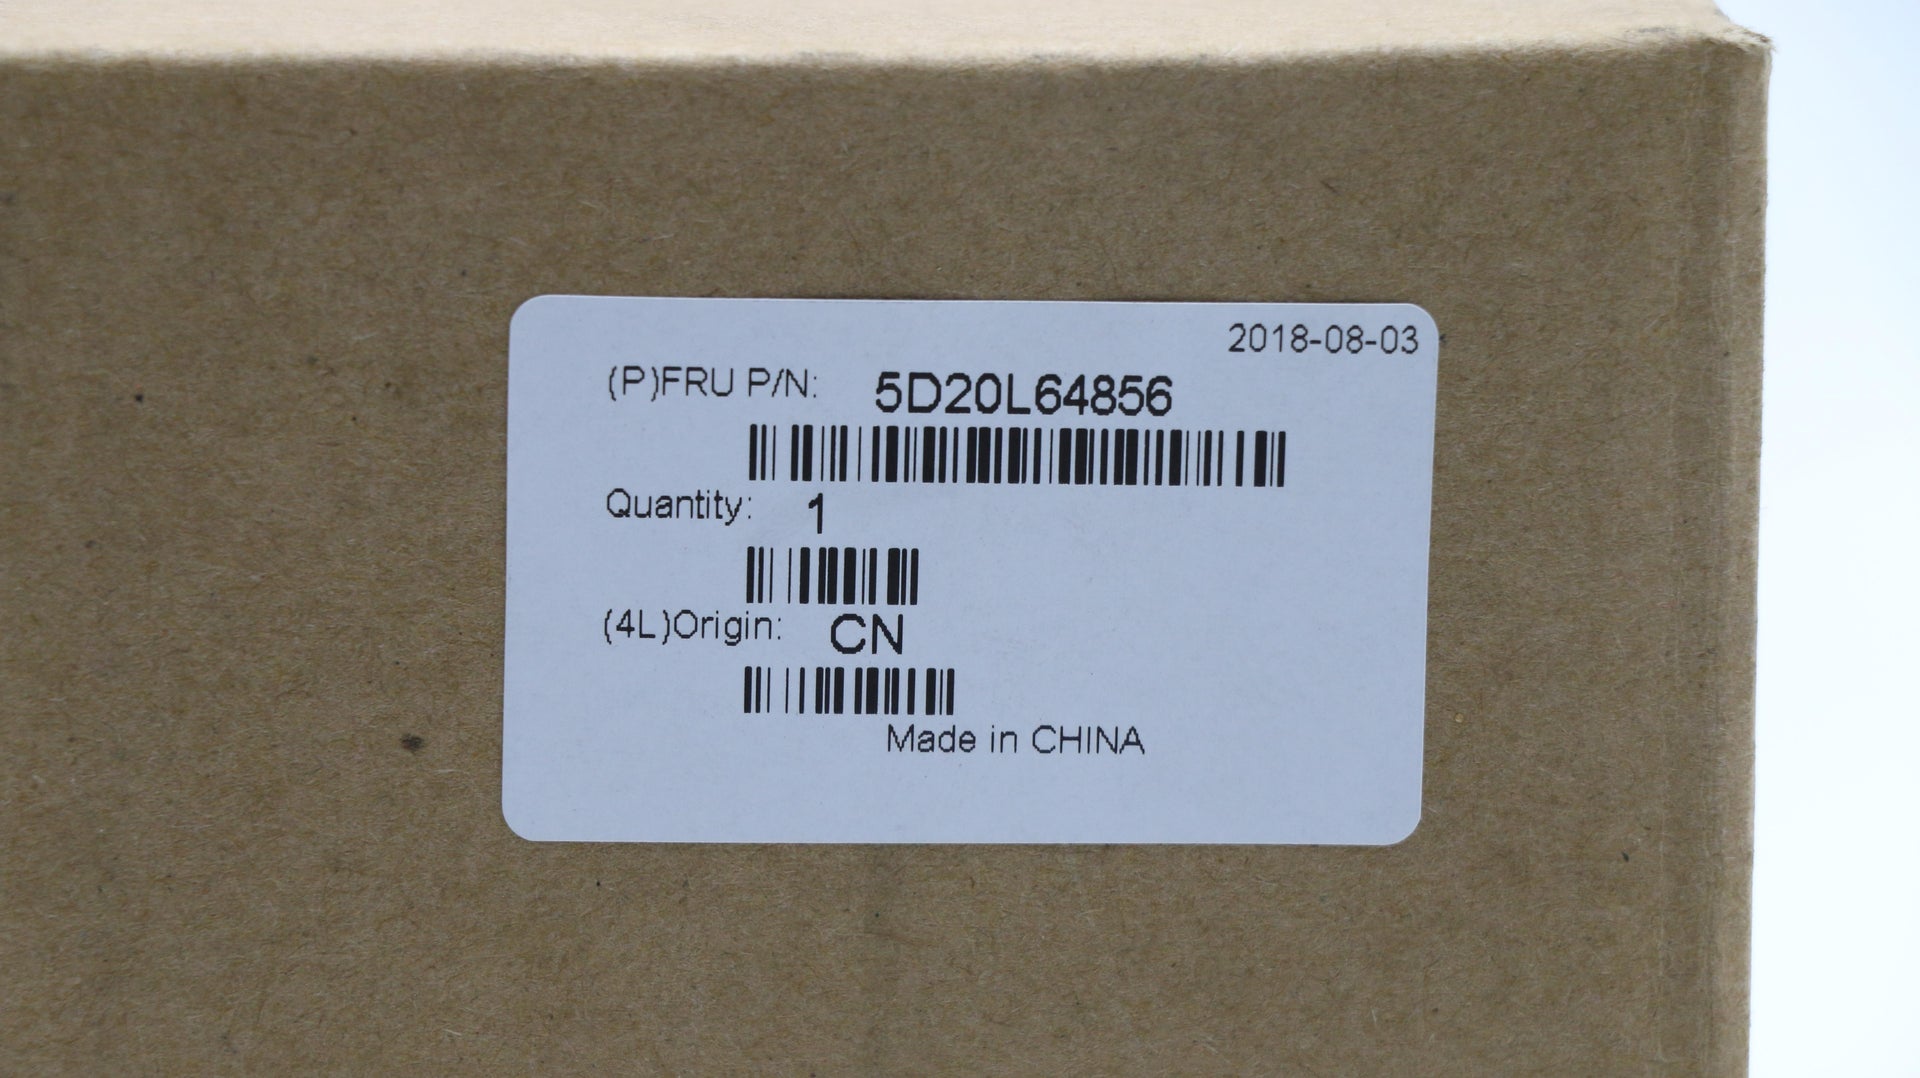 2018-08-03
(P)FRU P/N: 5D20L64856
Quantity: 1
(4L)Origin: CN
Made in CHINA